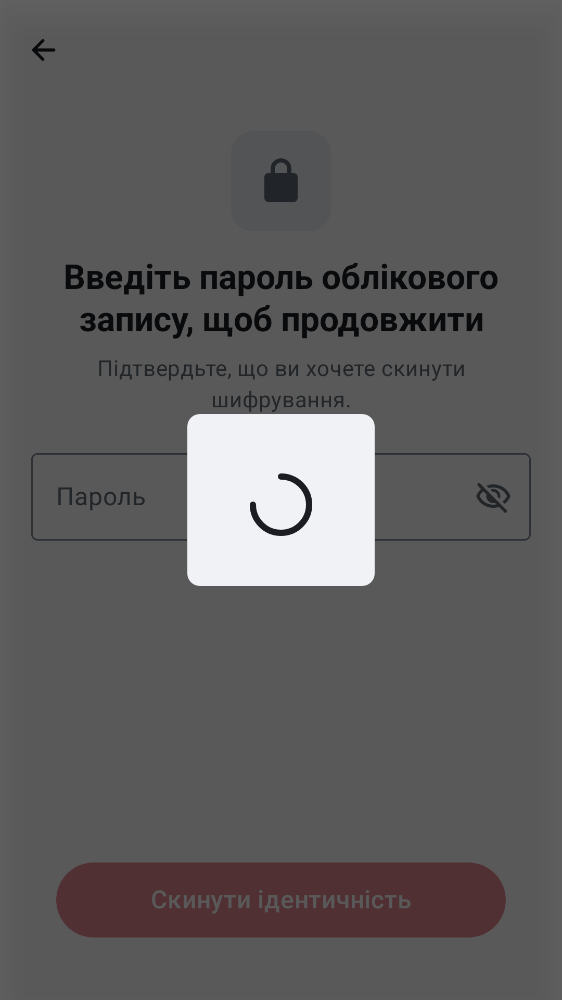 Введіть пароль облікового
запису, щоб продовжити
Підтвердьте, що ви хочете скинути
шифрування.
Пароль
Скинути ідентичність